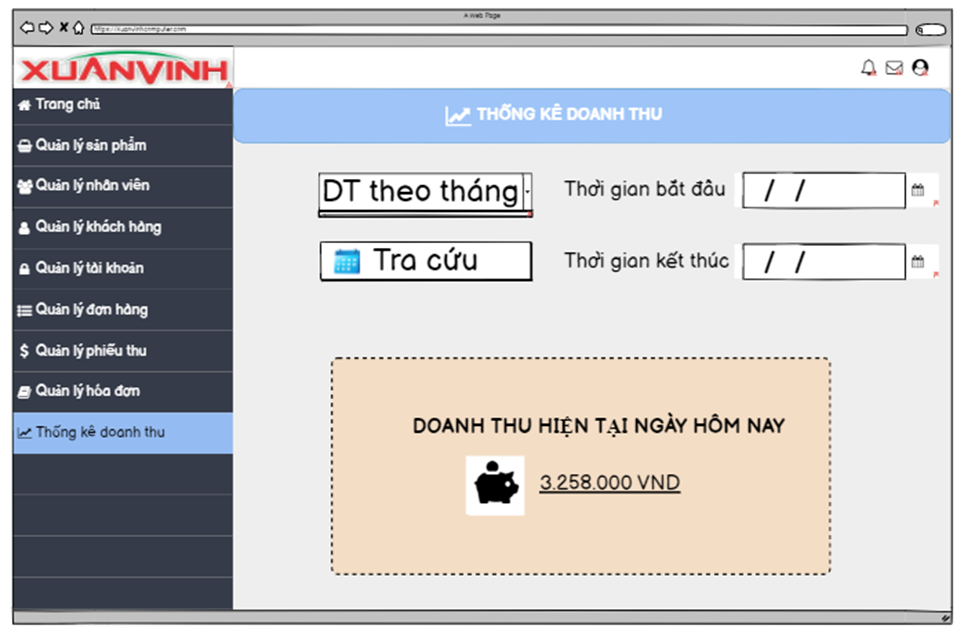 A Web Page
https://xuanvinhcomputer.com
XUANVINH
Trang chủ
THỐNG KÊ DOANH THU
Quản lý sản phẩm
Quản lý nhân viên
Quản lý khách hàng
Quản lý tài khoản
Quản lý đơn hàng
Quản lý phiếu thu
Quản lý hóa đơn
Thống kê doanh thu
DT theo tháng
Thời gian bắt đâu
/ /
Tra cứu
Thời gian kết thúc
/ /
DOANH THU HIỆN TẠI NGÀY HÔM NAY
3.258.000 VND